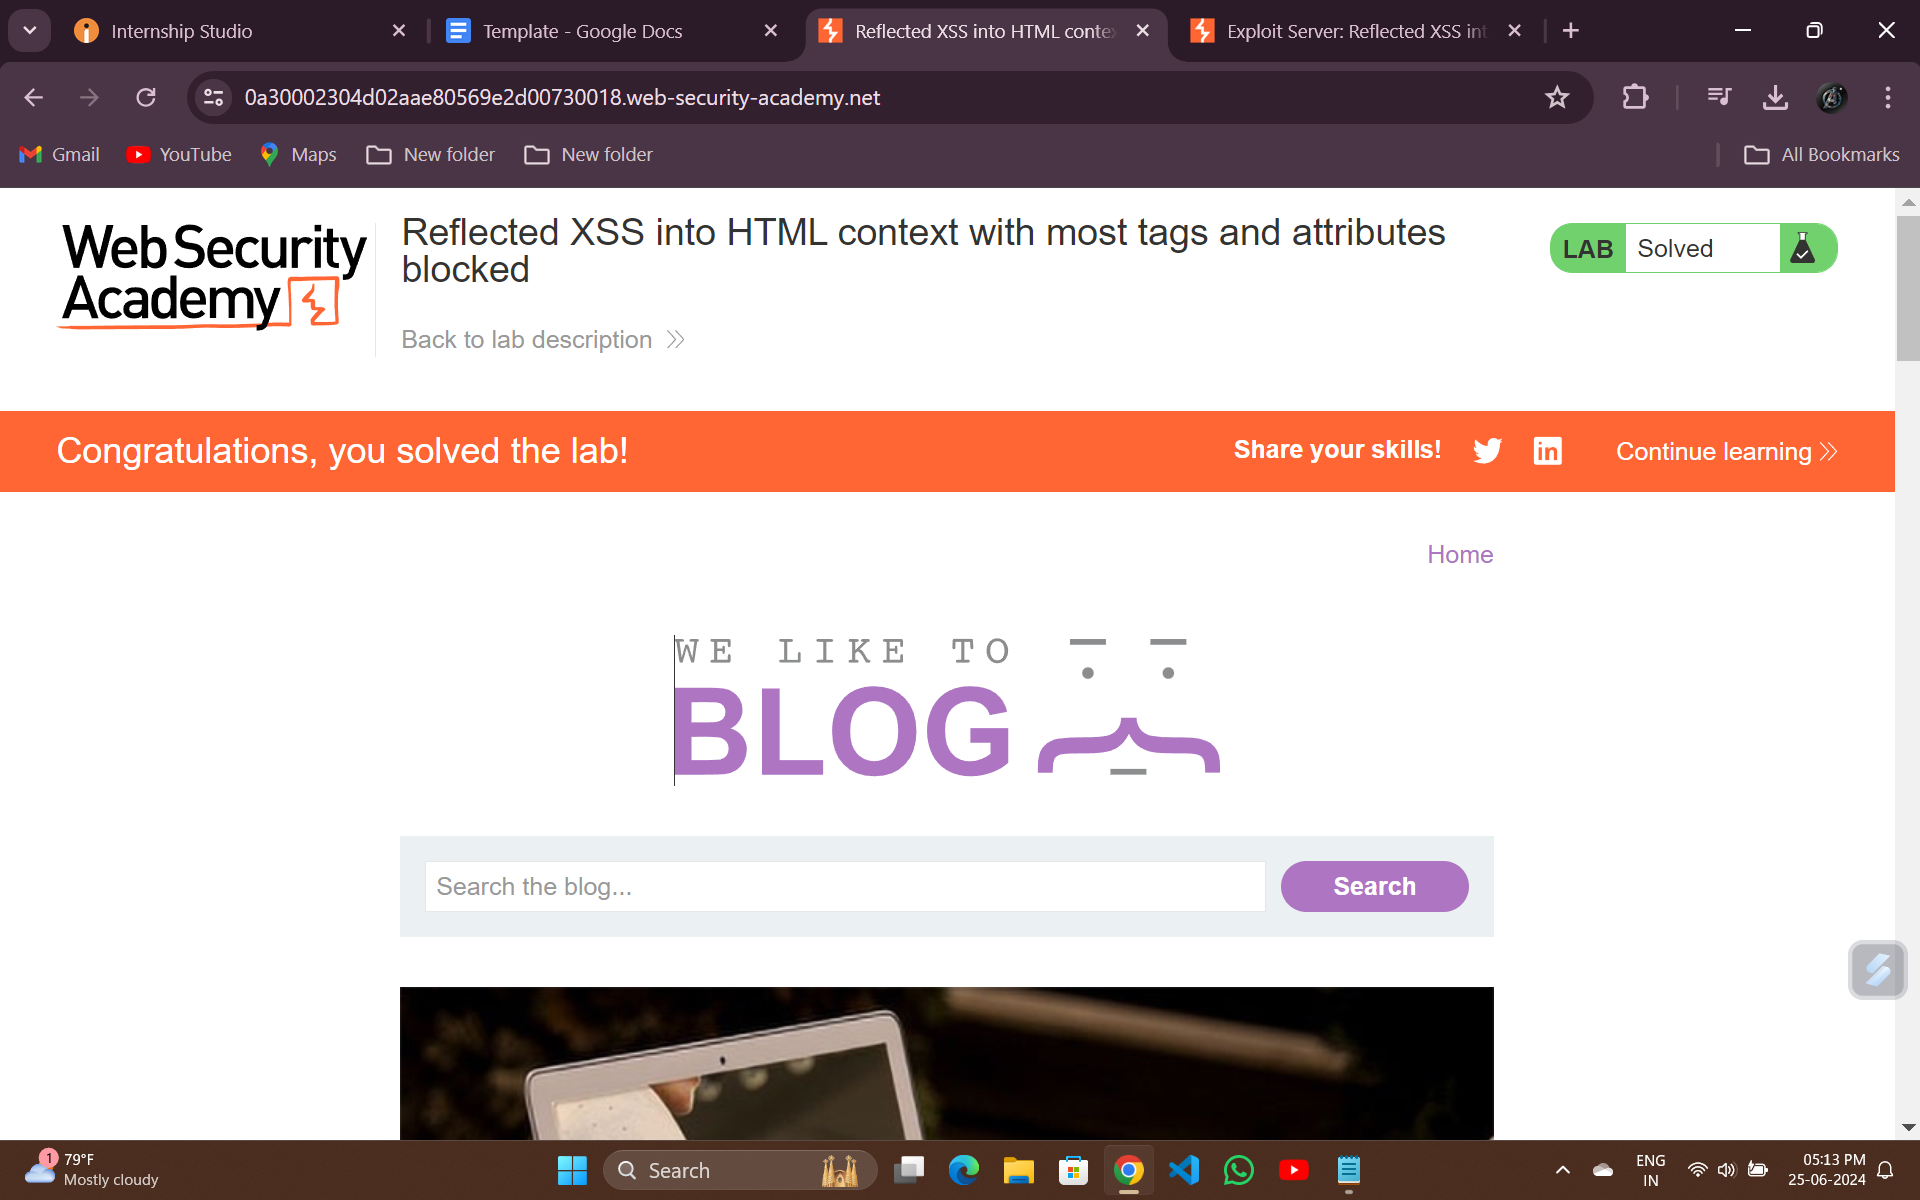 Internship Studio
Template - Google Docs
Reflected XSS into HTML conte
Exploit Server: Reflected XSS int
0a30002304d02aae80569e2d00730018.web-security-academy.net
Gmail
YouTube
Maps
New folder
New folder
All Bookmarks
Web Security
Academy
Reflected XSS into HTML context with most tags and attributes
blocked
Back to lab description
LAB
Solved
Congratulations, you solved the lab!
Share your skills!
Continue learning
Home
WE LIKE TO
BLOG
Search the blog...
Search
1
79°F
Mostly cloudy
Search
ENG
IN
05:13 PM
25-06-2024